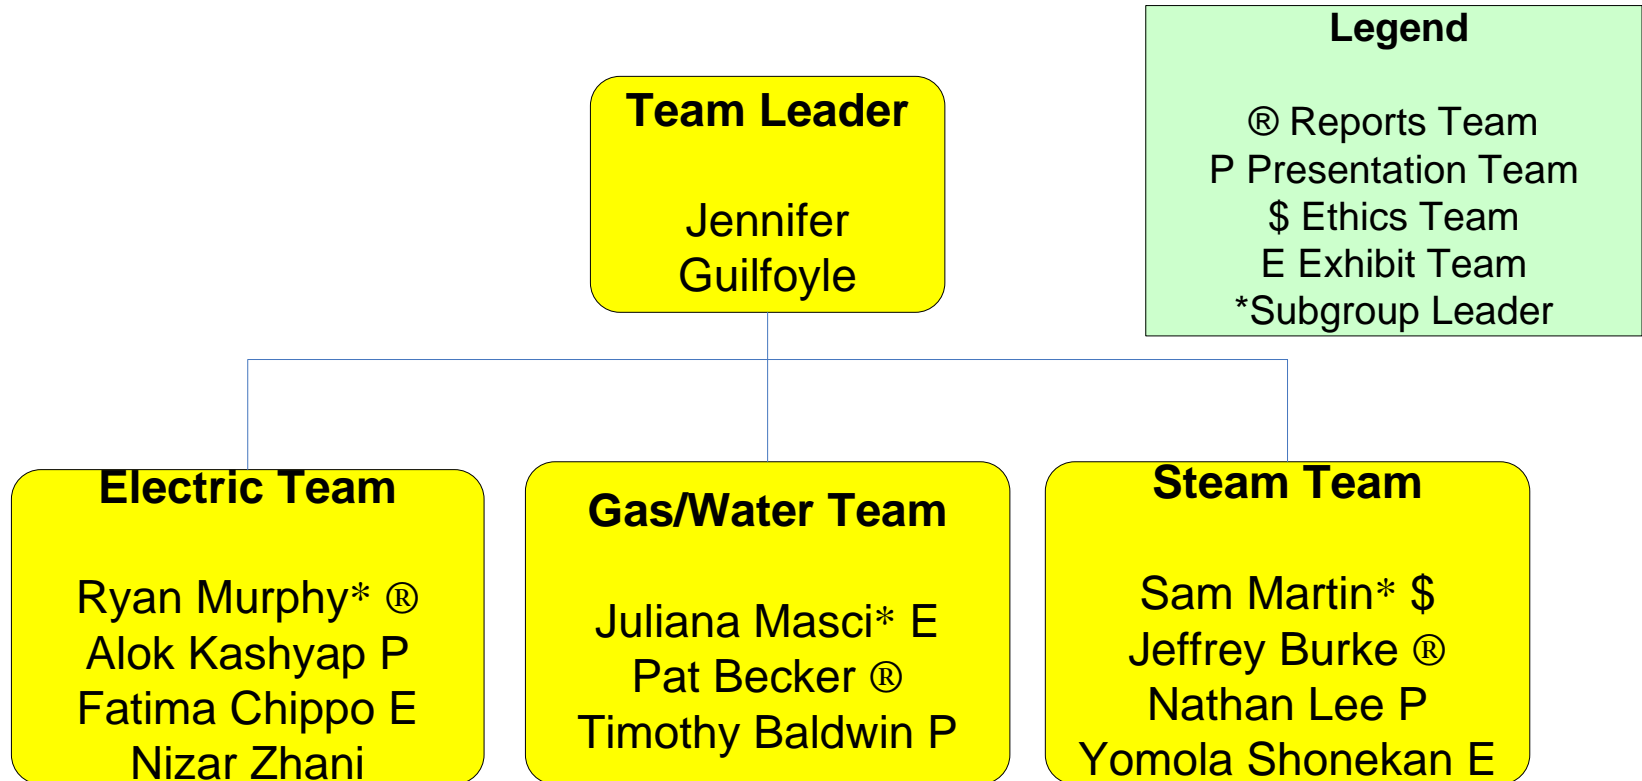 Legend
® Reports Team
P Presentation Team
$ Ethics Team
E Exhibit Team
*Subgroup Leader
Team Leader
Jennifer
Guilfoyle
Electric Team
Ryan Murphy* ®
Alok Kashyap P
Fatima Chippo E
Nizar Zhani
Gas/Water Team
Juliana Masci* E
Pat Becker ®
Timothy Baldwin P
Steam Team
Sam Martin* $
Jeffrey Burke ®
Nathan Lee P
Yomola Shonekan E